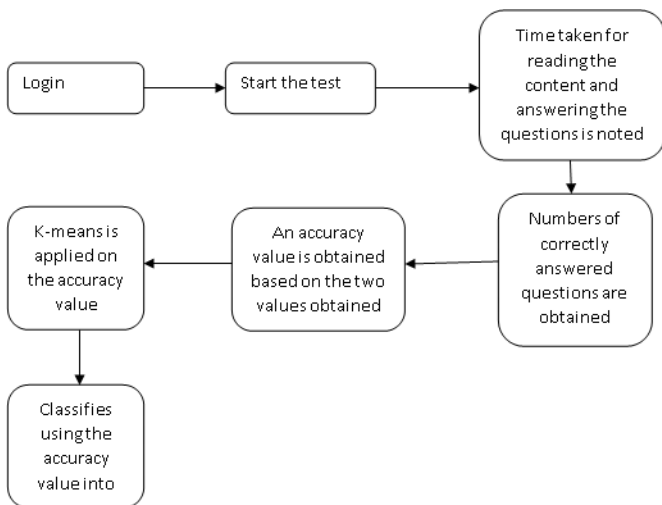 Login
Start the test
Time taken for
reading the
content and
answering the
questions is noted
Numbers of
correctly
answered
questions are
obtained
An accuracy
value is obtained
based on the two
values obtained
K-means is
applied on
the accuracy
value
Classifies
using the
accuracy
value into